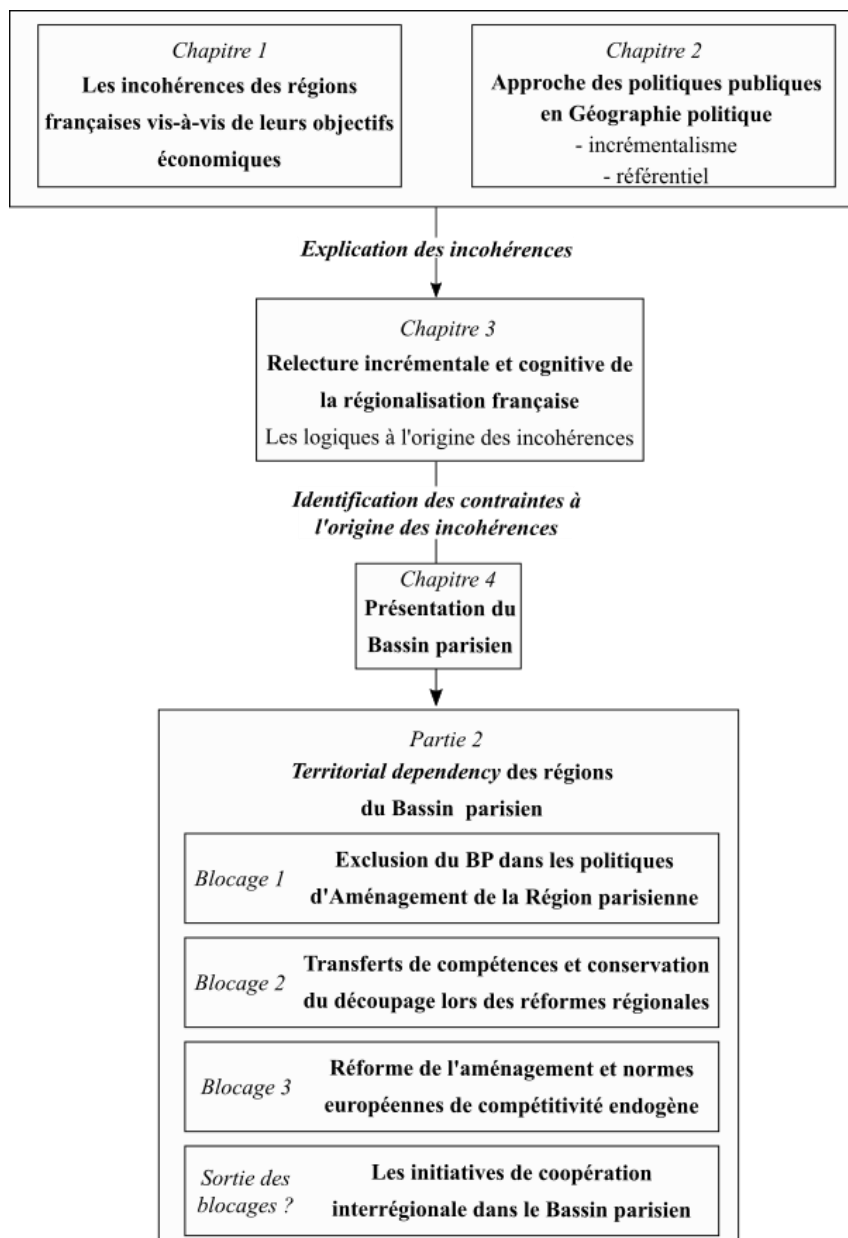 Chapitre 1
Les incohérences des régions
françaises vis-à-vis de leurs objectifs
économiques
Chapitre 2
Approche des politiques publiques
en Géographie politique
- incrémentalisme
- référentiel
Explication des incohérences
Chapitre 3
Relecture incrémentale et cognitive de
la régionalisation française
Les logiques à l'origine des incohérences
Identification des contraintes à
l'origine des incohérences
Chapitre 4
Présentation du
Bassin parisien
Partie 2
Territorial dependency des régions
du Bassin parisien
Blocage 1
Exclusion du BP dans les politiques
d'Aménagement de la Région parisienne
Blocage 2
Transferts de compétences et conservation
du découpage lors des réformes régionales
Blocage 3
Réforme de l'aménagement et normes
européennes de compétitivité endogène
Sortie des
blocages ?
Les initiatives de coopération
interrégionale dans le Bassin parisien